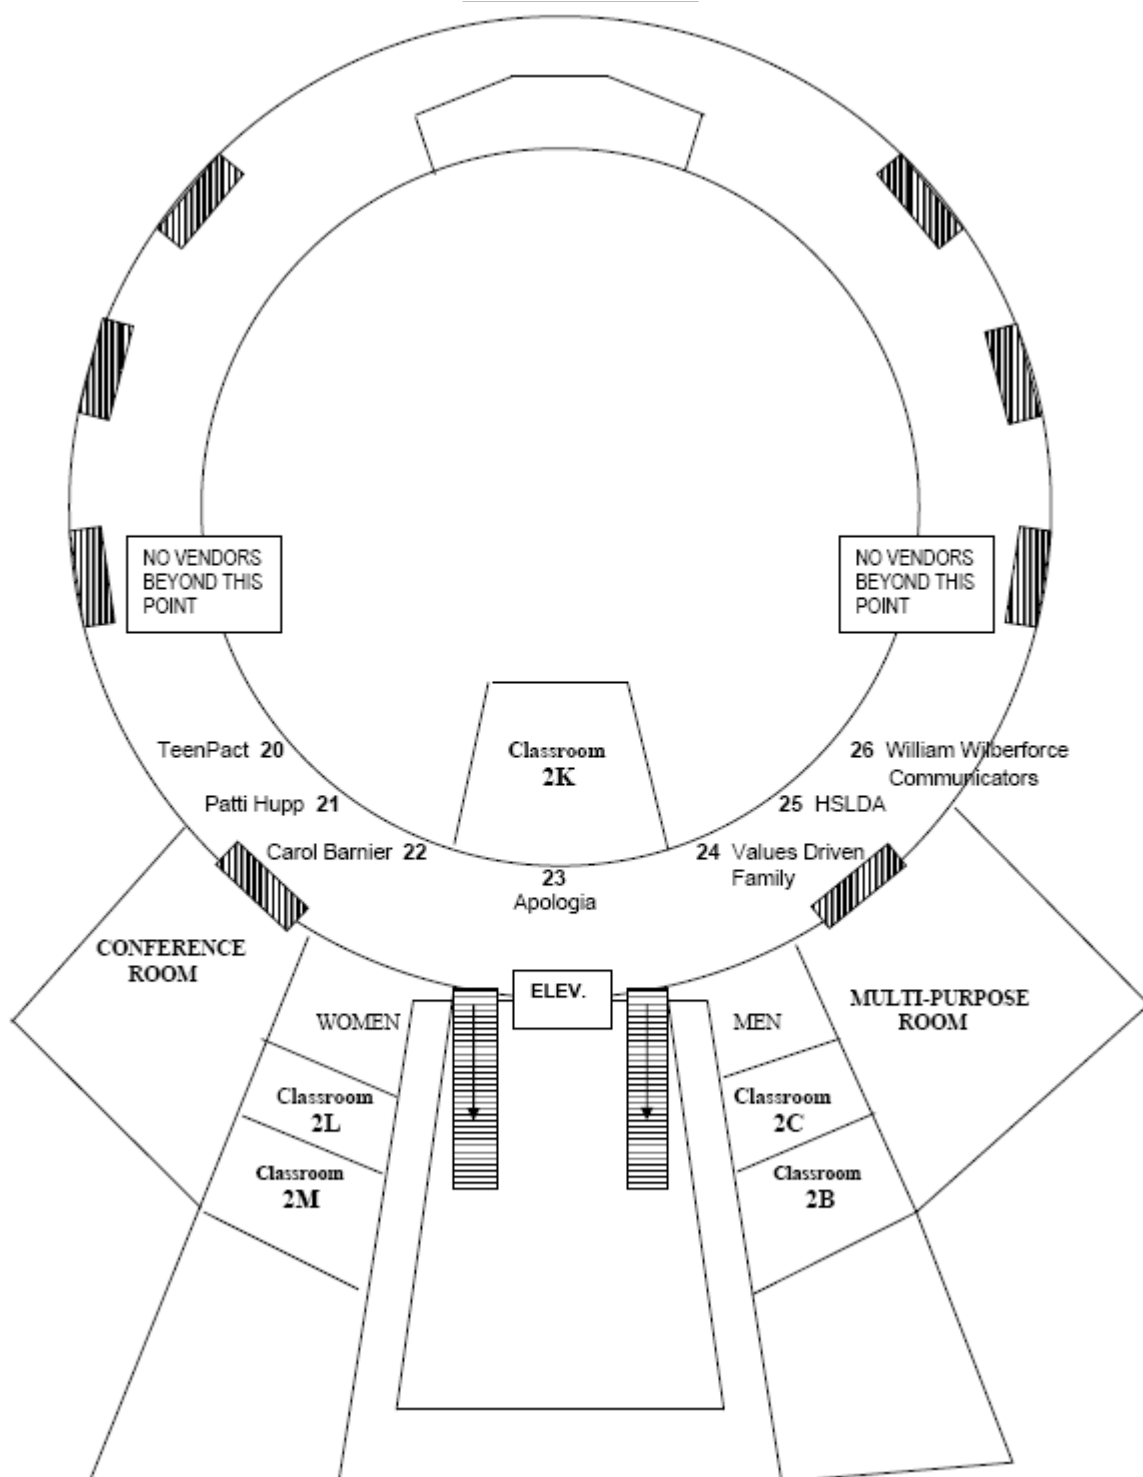 NO VENDORS
BEYOND THIS
POINT
NO VENDORS
BEYOND THIS
POINT
Classroom
2K
TeenPact 20
Patti Hupp 21
Carol Barnier 22
23
Apologia
24 Values Driven
Family
25 HSLDA
26 William Wilberforce
Communicators
CONFERENCE
ROOM
WOMEN
ELEV.
MEN
MULTI-PURPOSE
ROOM
Classroom
2L
Classroom
2M
Classroom
2C
Classroom
2B